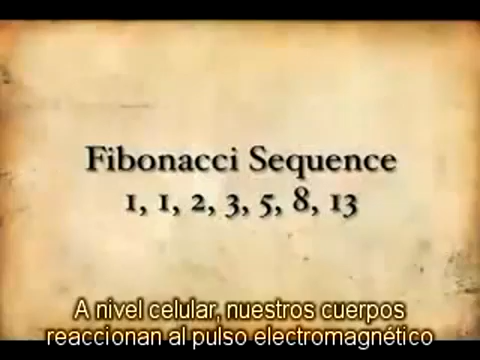 Fibonacci Sequence
1, 1, 2, 3, 5, 8, 13
A nivel celular, nuestros cuerpos
reaccionan al pulso electromagnético